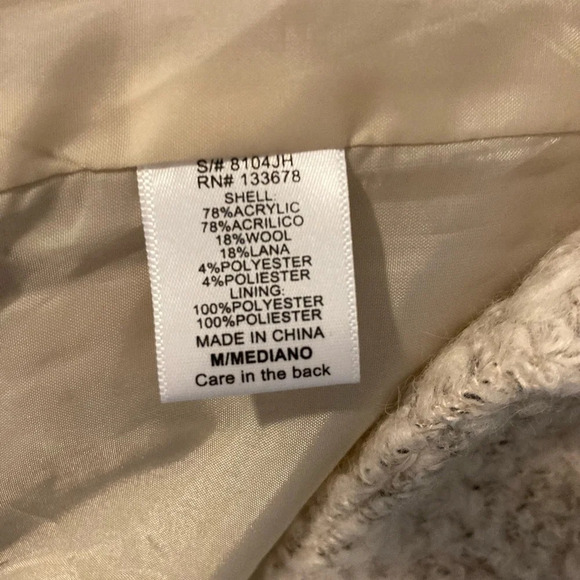 S/# 8104JH
RN# 133678
SHELL:
78%ACRYLIC
78%ACRILICO
18%WOOL
18%LANA
4%POLYESTER
4%POLIESTER
LINING:
100%POLYESTER
100%POLIESTER
MADE IN CHINA
M/MEDIANO
Care in the back